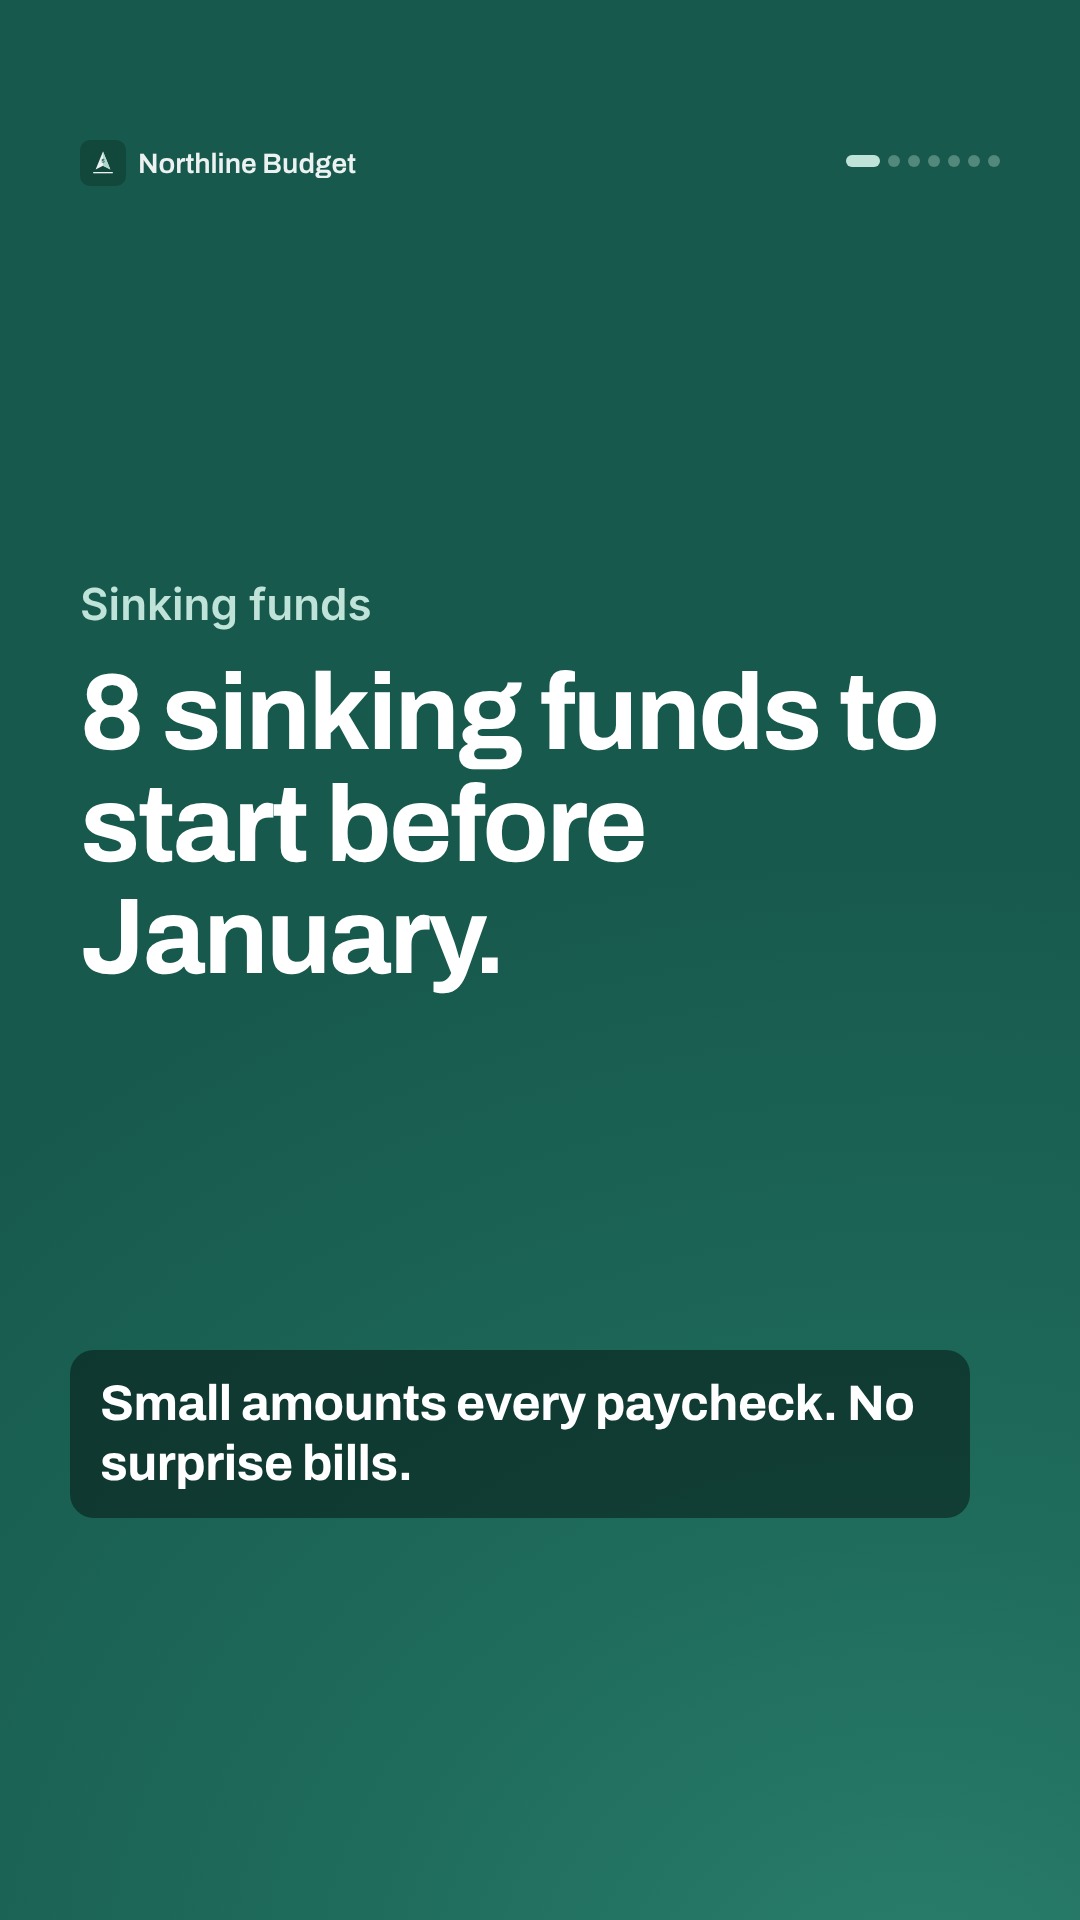 Northline Budget
Sinking funds
8 sinking funds to
start before
January.
Small amounts every paycheck. No
surprise bills.